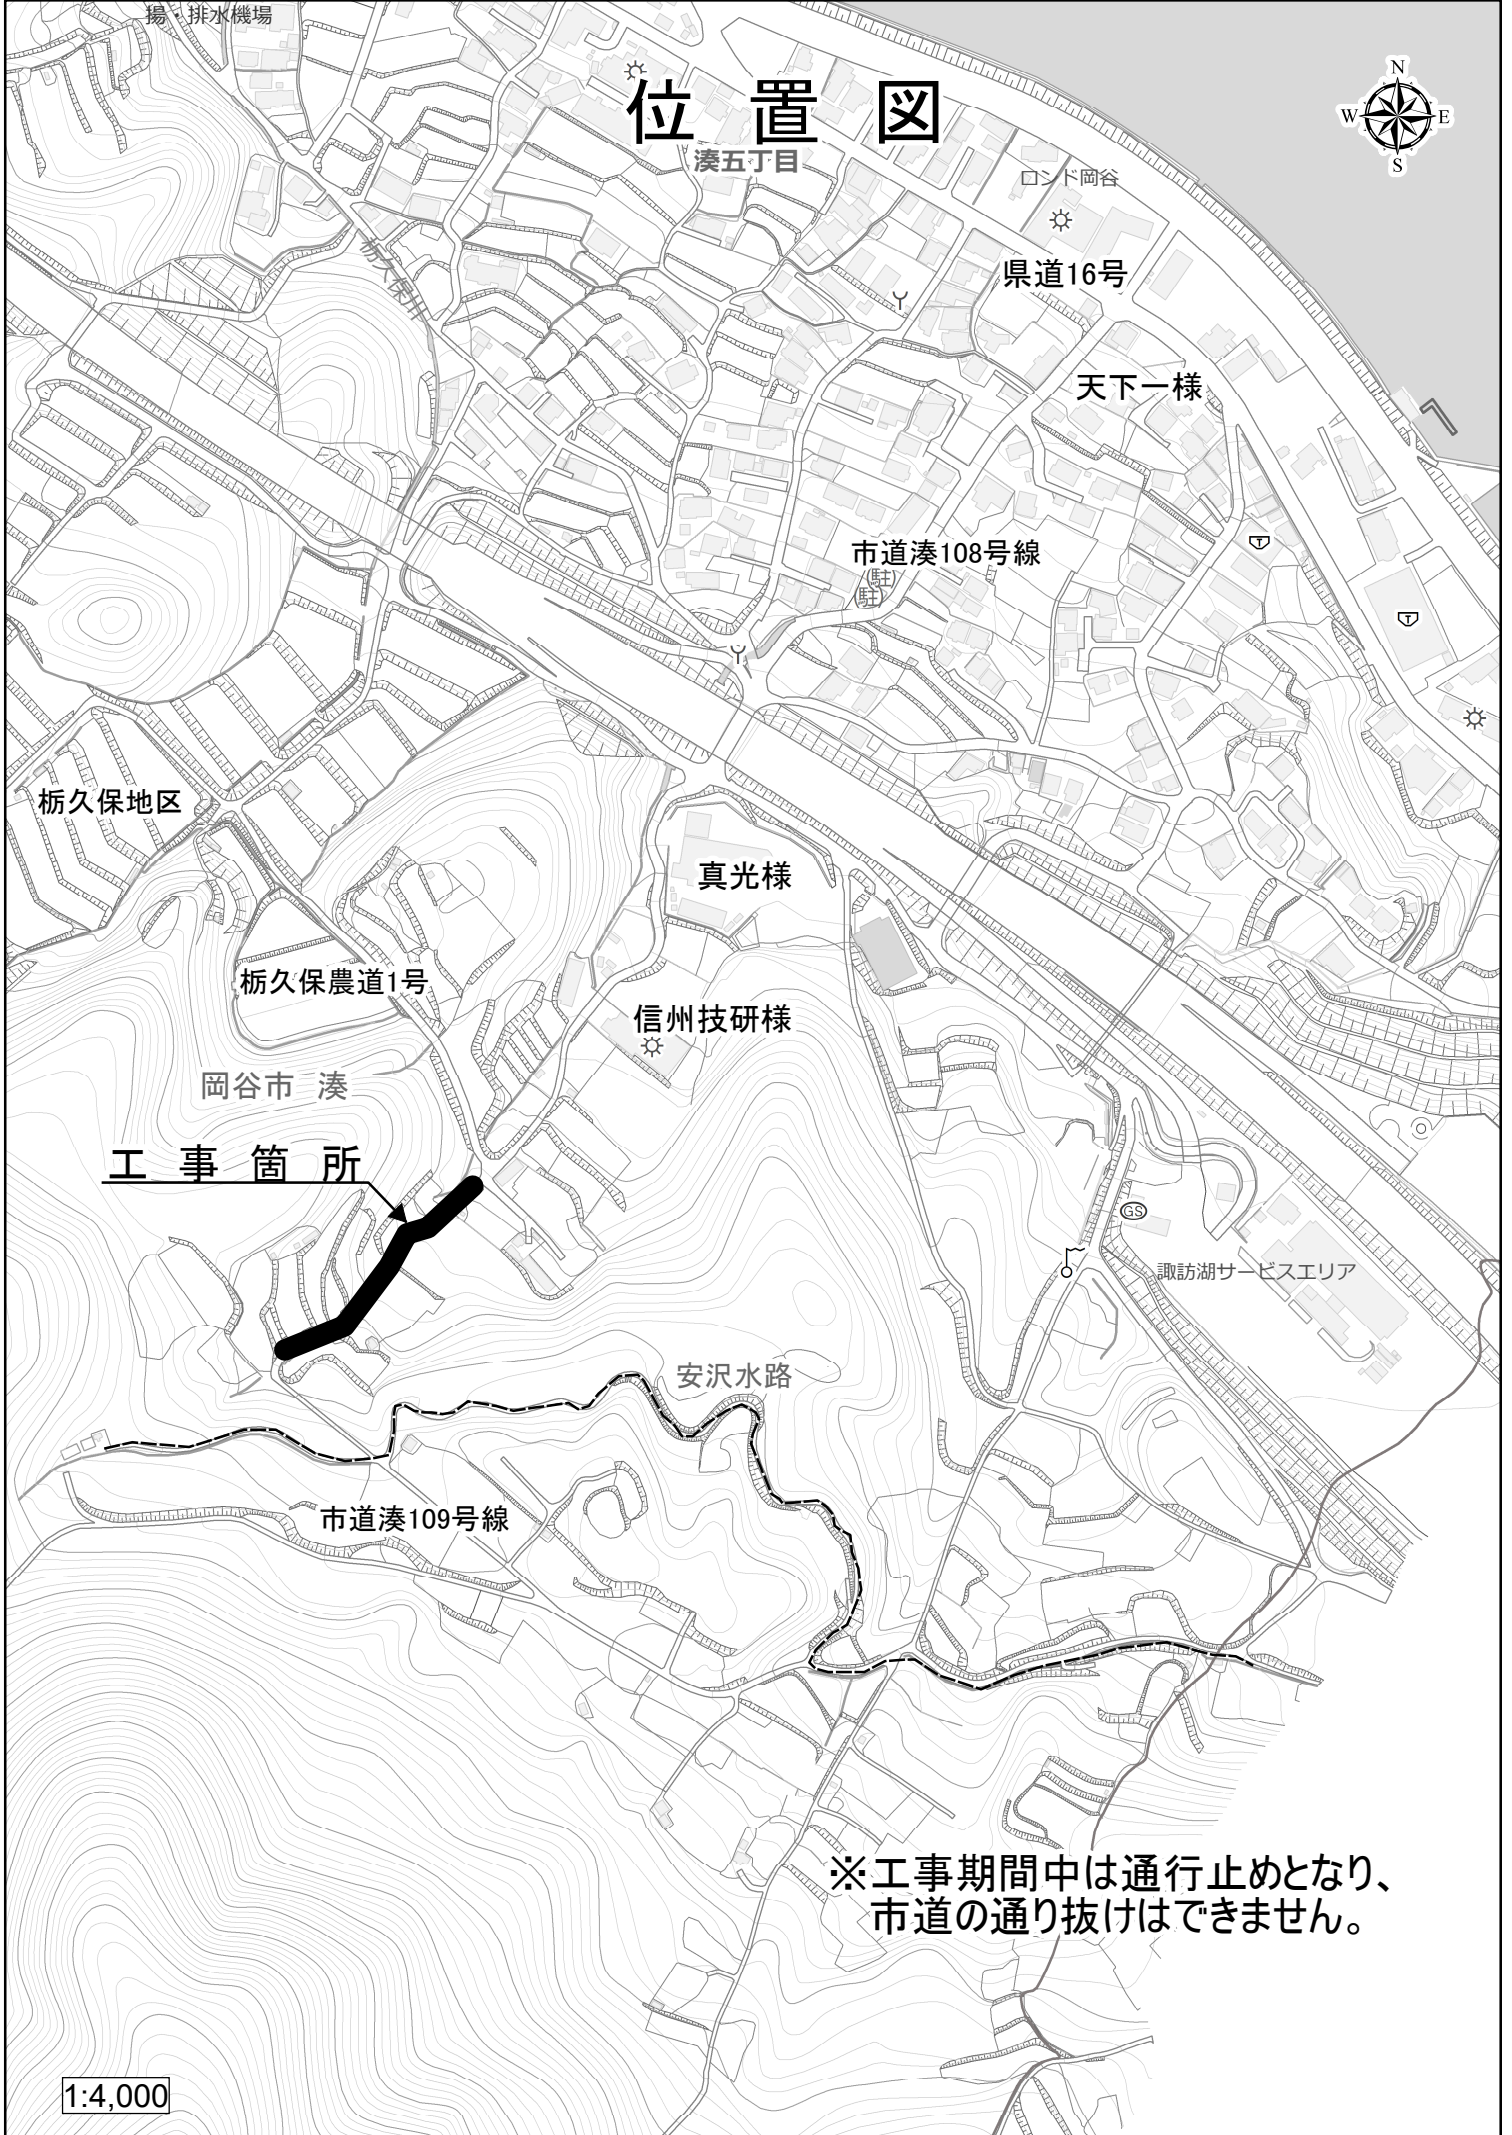 揚・排水機場
位置図
湊五丁目
ロンド岡谷
N
W
E
S
栃久保川
県道16号
天下一様
市道湊108号線
(駐)
(駐)
栃久保地区
真光様
栃久保農道1号
信州技研様
岡谷市 湊
工事箇所
GS
諏訪湖サービスエリア
安沢水路
市道湊109号線
※工事期間中は通行止めとなり、
市道の通り抜けはできません。
1:4,000